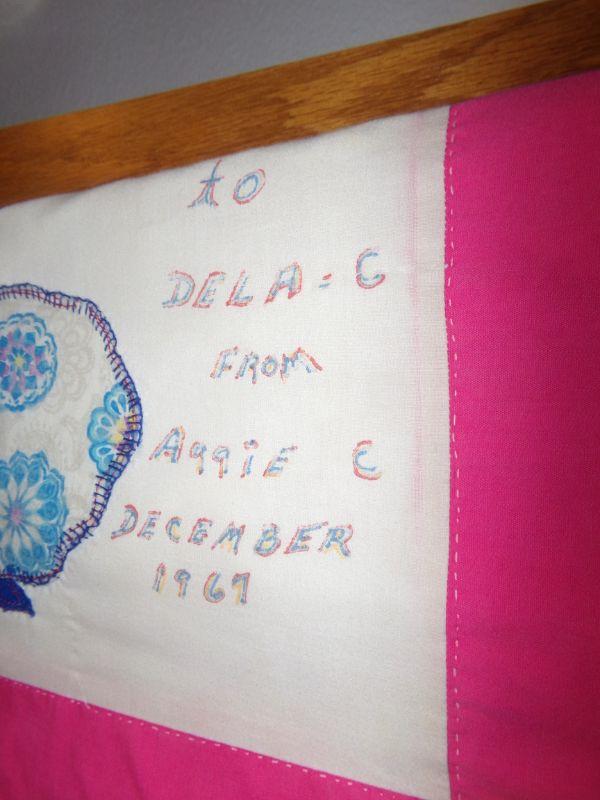 to
DELA-C
FROM
AggiE C
DECEMBER
1967